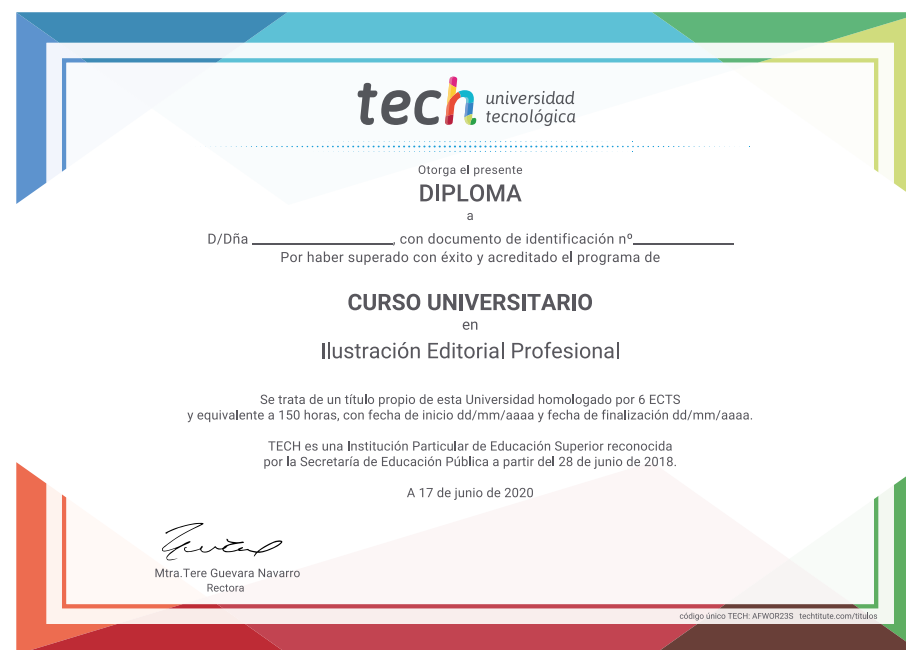 tech universidad
tecnológica
Otorga el presente
DIPLOMA
a
D/Dña ____________________, con documento de identificación nº______________
Por haber superado con éxito y acreditado el programa de
CURSO UNIVERSITARIO
en
Ilustración Editorial Profesional
Se trata de un título propio de esta Universidad homologado por 6 ECTS
y equivalente a 150 horas, con fecha de inicio dd/mm/aaaa y fecha de finalización dd/mm/aaaa.
TECH es una Institución Particular de Educación Superior reconocida
por la Secretaría de Educación Pública a partir del 28 de junio de 2018.
A 17 de junio de 2020
Mtra.Tere Guevara Navarro
Rectora
código único TECH: AFWOR23S techtitute.com/titulos